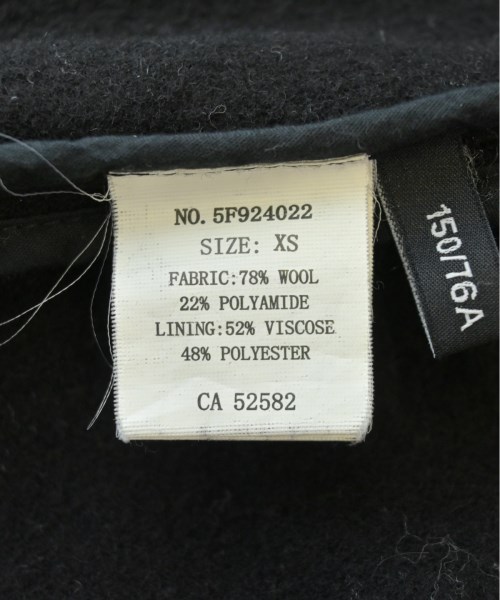 NO. 5F924022
SIZE: XS
FABRIC:78% WOOL
22% POLYAMIDE
LINING:52% VISCOSE
48% POLYESTER
CA 52582
150/76A